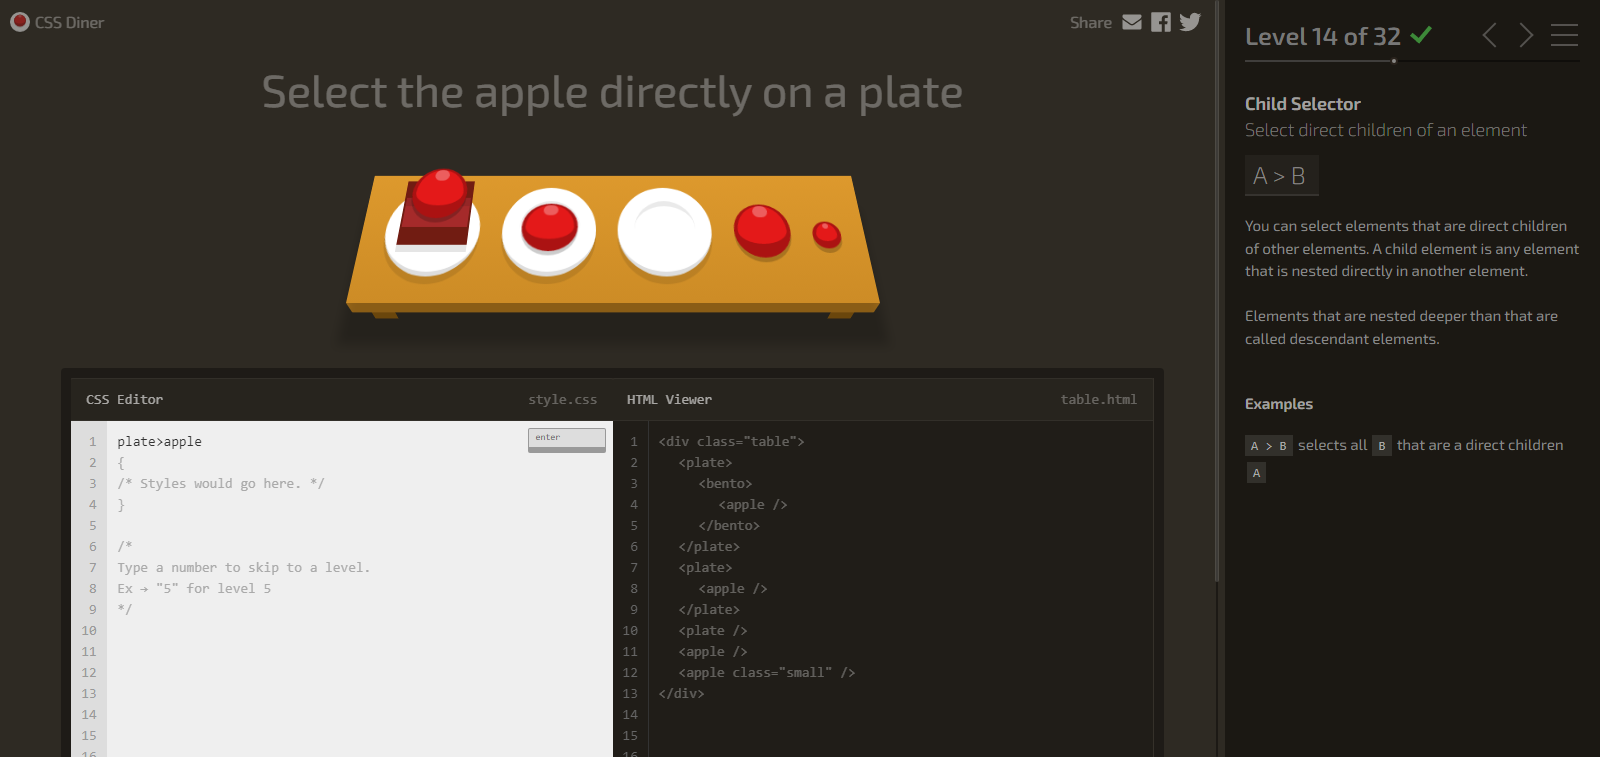 CSS Diner
Share
Select the apple directly on a plate
CSS Editor
style.css
1 plate>apple
enter
2 {
3 /* Styles would go here. */
4 }
5
6 /*
7 Type a number to skip to a level.
8 Ex → "5" for level 5
9 */
10
11
12
13
14
15
16
HTML Viewer
table.html
1 <div class="table">
2 <plate>
3 <bento>
4 <apple />
5 </bento>
6 </plate>
7 <plate>
8 <apple />
9 </plate>
10 <plate />
11 <apple />
12 <apple class="small" />
13 </div>
14
15
16
Level 14 of 32
Child Selector
Select direct children of an element
A > B
You can select elements that are direct children
of other elements. A child element is any element
that is nested directly in another element.
Elements that are nested deeper than that are
called descendant elements.
Examples
A > B selects all B that are a direct children
A